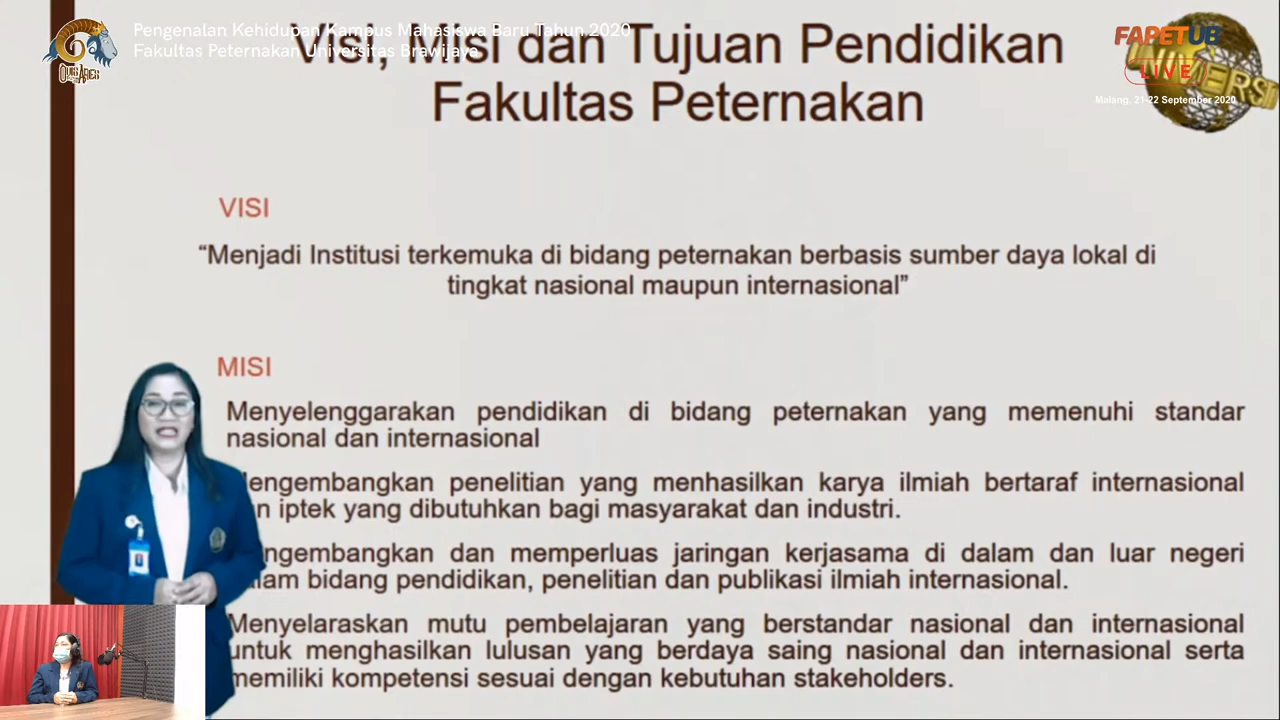 Pengenalan Kehidupan Kampus Mahasiswa Baru Tahun 2020
Fakultas Peternakan Universitas Brawijaya
OvisAries
FAPETUB
LIVE
Malang, 21-22 September 2020
Visi, Misi dan Tujuan Pendidikan
Fakultas Peternakan
VISI
“Menjadi Institusi terkemuka di bidang peternakan berbasis sumber daya lokal di
tingkat nasional maupun internasional”
MISI
Menyelenggarakan pendidikan di bidang peternakan yang memenuhi standar
nasional dan internasional
engembangkan penelitian yang menhasilkan karya ilmiah bertaraf internasional
n iptek yang dibutuhkan bagi masyarakat dan industri.
ngembangkan dan memperluas jaringan kerjasama di dalam dan luar negeri
lam bidang pendidikan, penelitian dan publikasi ilmiah internasional.
Menyelaraskan mutu pembelajaran yang berstandar nasional dan internasional
untuk menghasilkan lulusan yang berdaya saing nasional dan internasional serta
memiliki kompetensi sesuai dengan kebutuhan stakeholders.